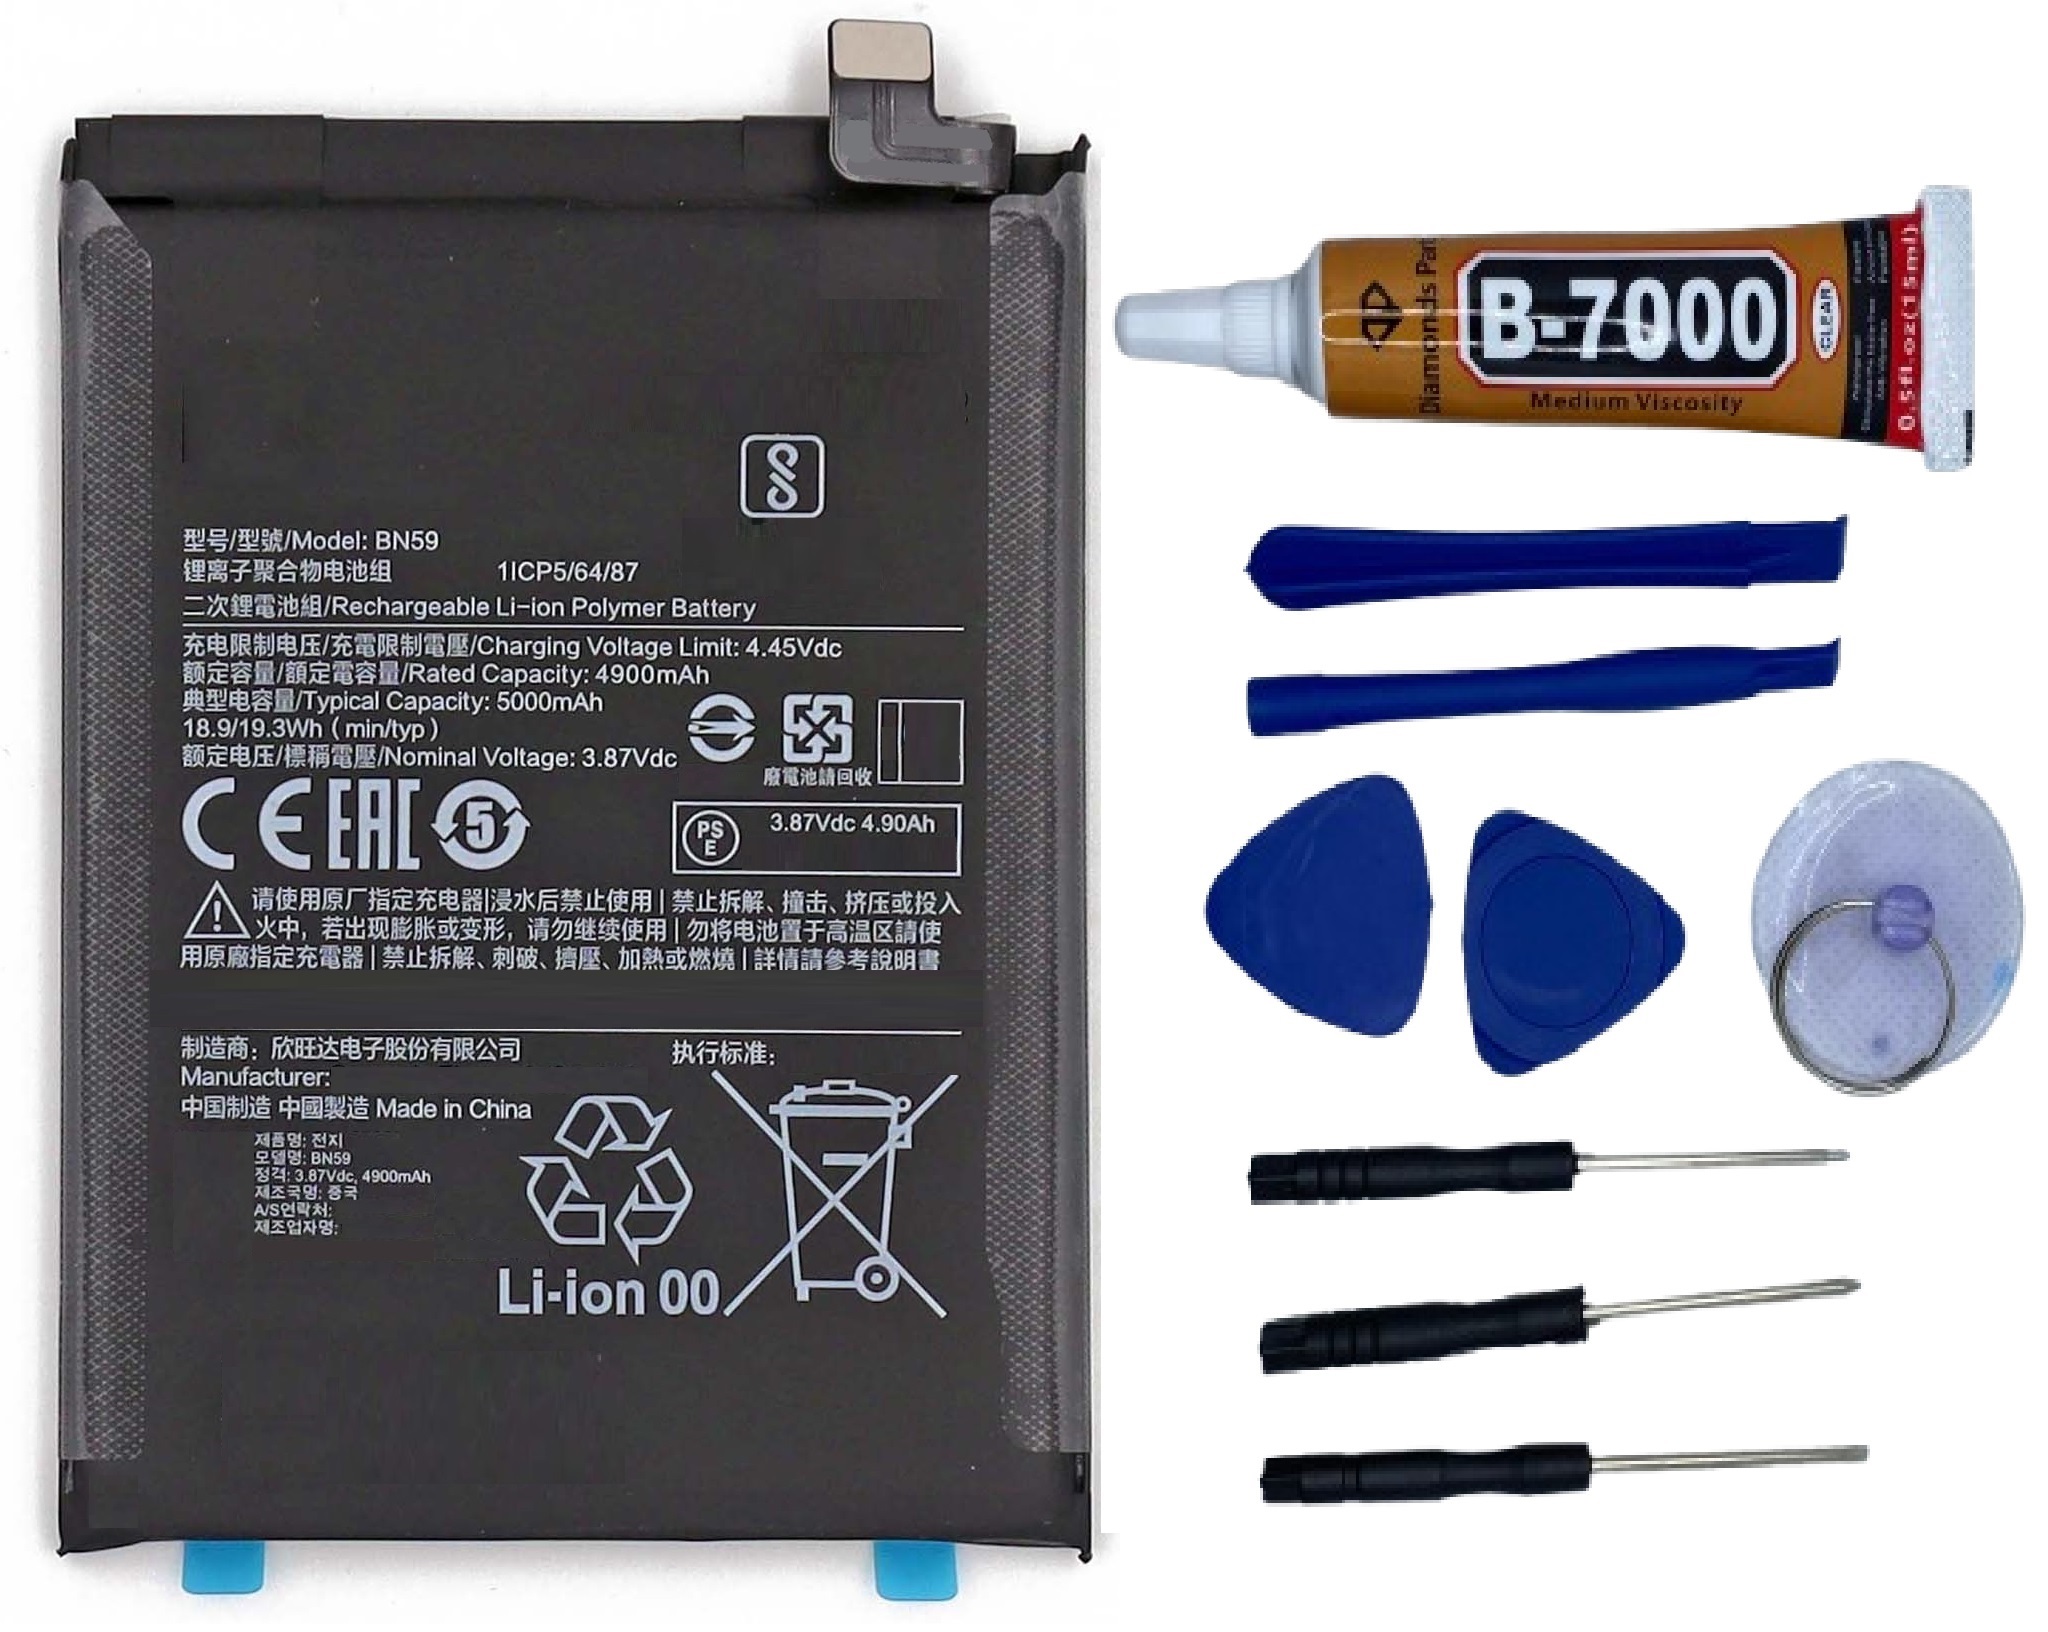 型号/型號/Model: BN59
锂离子聚合物电池组 1ICP5/64/87
二次鋰電池組/Rechargeable Li-ion Polymer Battery
充电限制电压/充電限制電壓/Charging Voltage Limit: 4.45Vdc
额定容量/額定電容量/Rated Capacity: 4900mAh
典型电容量/Typical Capacity: 5000mAh
18.9/19.3Wh (min/typ)
额定电压/標稱電壓/Nominal Voltage: 3.87Vdc
廢電池請回收
CE EAC 5
PS
E
3.87Vdc 4.90Ah
请使用原厂指定充电器|浸水后禁止使用 | 禁止拆解、撞击、挤压或投入
火中，若出现膨胀或变形，请勿继续使用 | 勿将电池置于高温区請使
用原廠指定充電器 | 禁止拆解、刺破、擠壓、加熱或燃燒 | 詳情請參考說明書
制造商：欣旺达电子股份有限公司 执行标准：
Manufacturer:
中国制造 中國製造 Made in China
제품명: 전지
모델명: BN59
정격: 3.87Vdc, 4900mAh
제조국명: 중국
A/S연락처:
제조업자명:
Li-ion 00
Diamonds Part
B-7000
Medium Viscosity
CLEAR
0.5fl.oz(15ml)